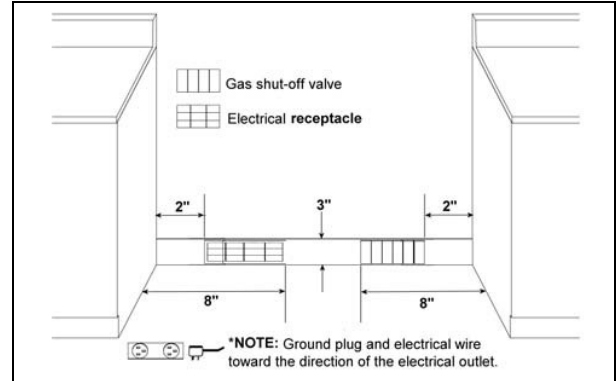 Gas shut-off valve
Electrical receptacle
2"
3"
2"
8"
8"
*NOTE: Ground plug and electrical wire
toward the direction of the electrical outlet.